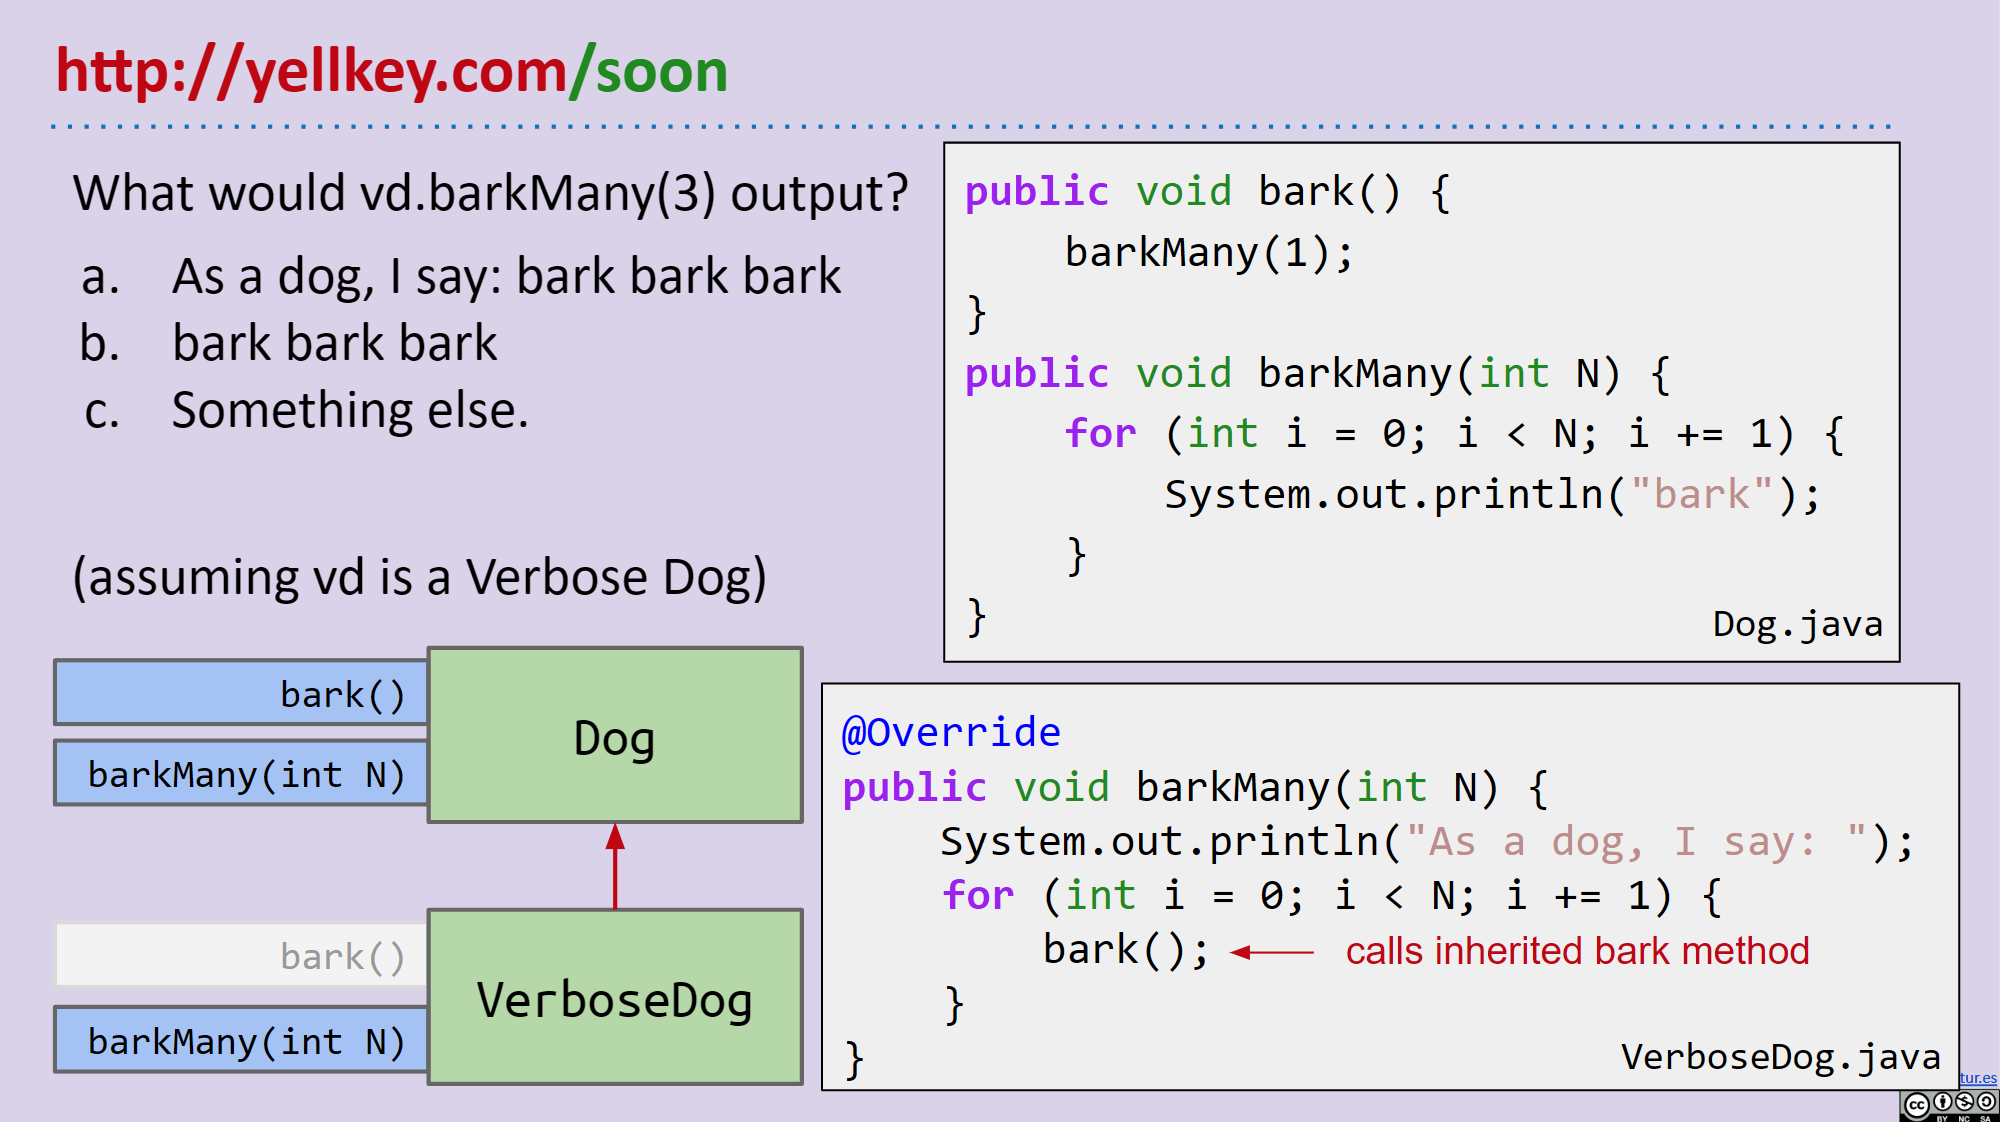 http://yellkey.com/soon
What would vd.barkMany(3) output?
a. As a dog, I say: bark bark bark
b. bark bark bark
c. Something else.
(assuming vd is a Verbose Dog)
public void bark() {
    barkMany(1);
}
public void barkMany(int N) {
    for (int i = 0; i < N; i += 1) {
        System.out.println("bark");
    }
}
Dog.java
bark()
barkMany(int N)
Dog
bark()
barkMany(int N)
VerboseDog
@Override
public void barkMany(int N) {
    System.out.println("As a dog, I say: ");
    for (int i = 0; i < N; i += 1) {
        bark(); calls inherited bark method
    }
}
VerboseDog.java
tur.es
cc
BY NC SA